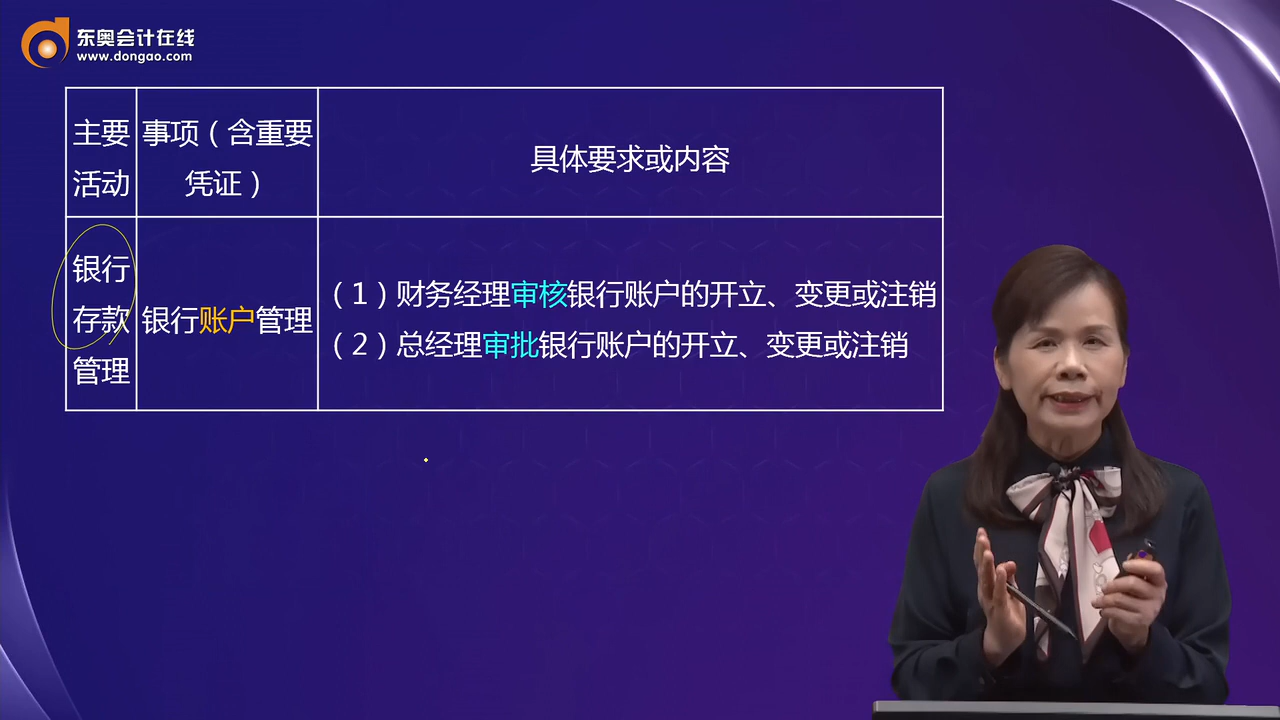 东奥会计在线
www.dongao.com
主要
活动
事项（含重要
凭证）
具体要求或内容
银行
存款
管理
银行账户管理
（1）财务经理审核银行账户的开立、变更或注销
（2）总经理审批银行账户的开立、变更或注销